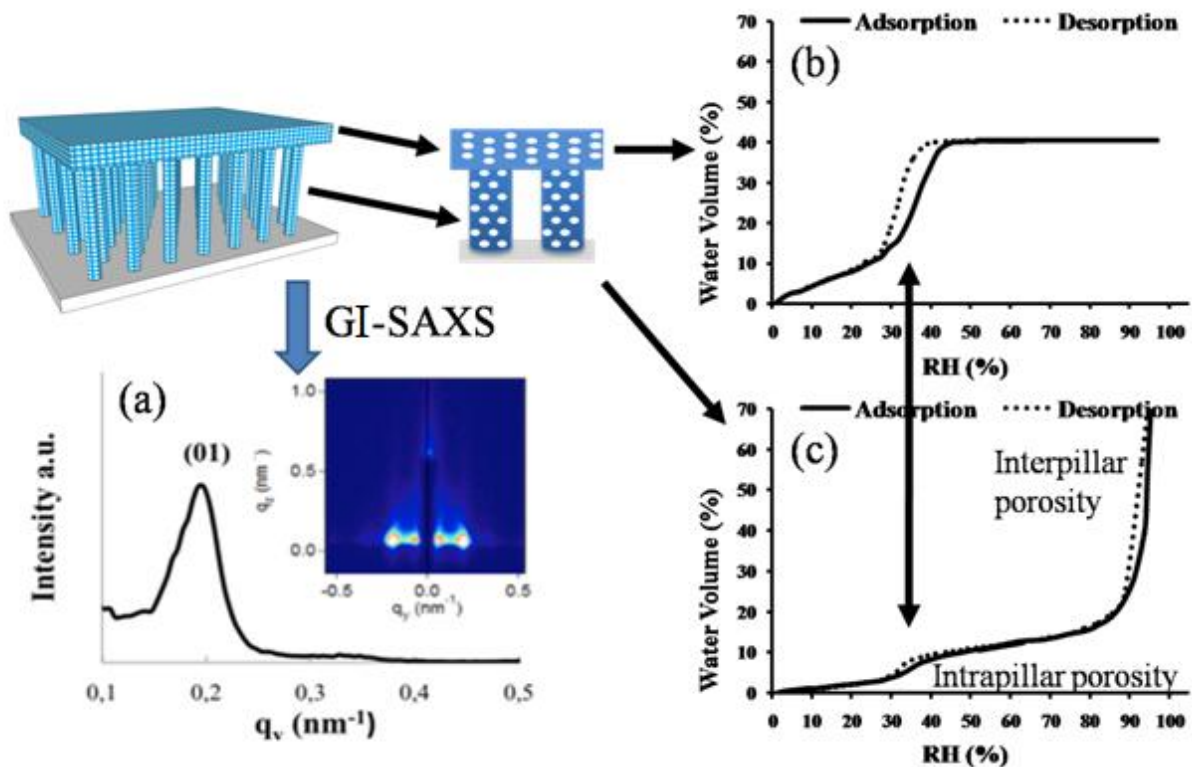 GI-SAXS
(a)
(01)
Intensity a.u.
0,1 0,2 0,3 0,4 0,5
qᵧ (nm⁻¹)
1.0
0.5
0.0
q_z (nm⁻¹)
-0.5 0.0 0.5
q_y (nm⁻¹)
(b)
Adsorption Desorption
Water Volume (%)
70
60
50
40
30
20
10
0
0 10 20 30 40 50 60 70 80 90 100
RH (%)
(c)
Adsorption Desorption
Water Volume (%)
70
60
50
40
30
20
10
0
Interpillar
porosity
Intrapillar porosity
0 10 20 30 40 50 60 70 80 90 100
RH (%)